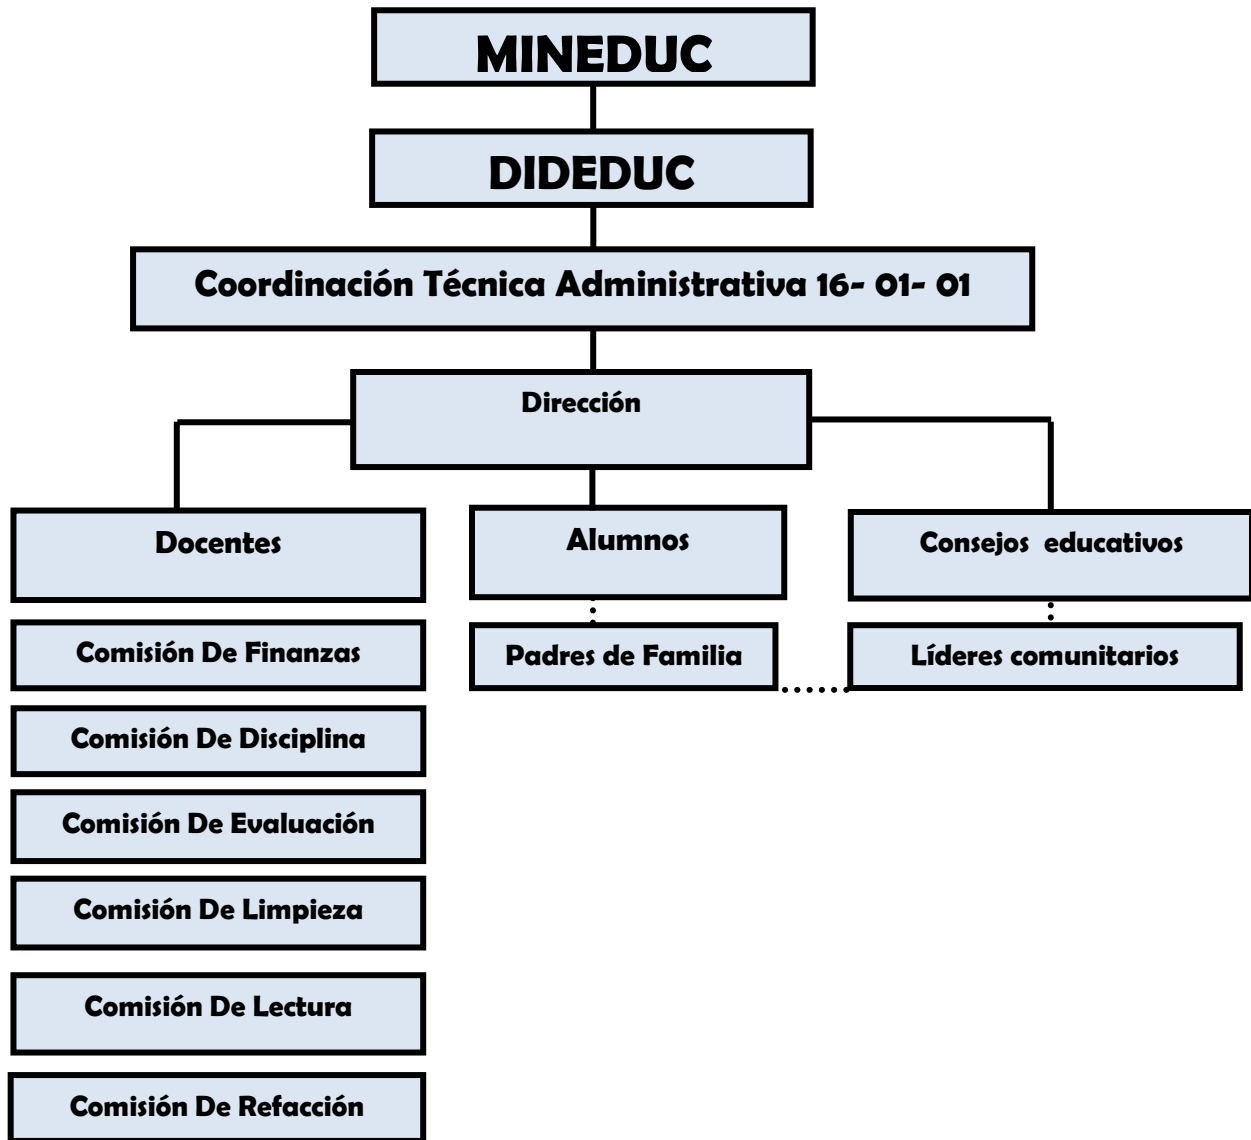 MINEDUC
DIDEDUC
Coordinación Técnica Administrativa 16- 01- 01
Dirección
Docentes
Alumnos
Consejos educativos
Comisión De Finanzas
Padres de Familia
Líderes comunitarios
Comisión De Disciplina
Comisión De Evaluación
Comisión De Limpieza
Comisión De Lectura
Comisión De Refacción